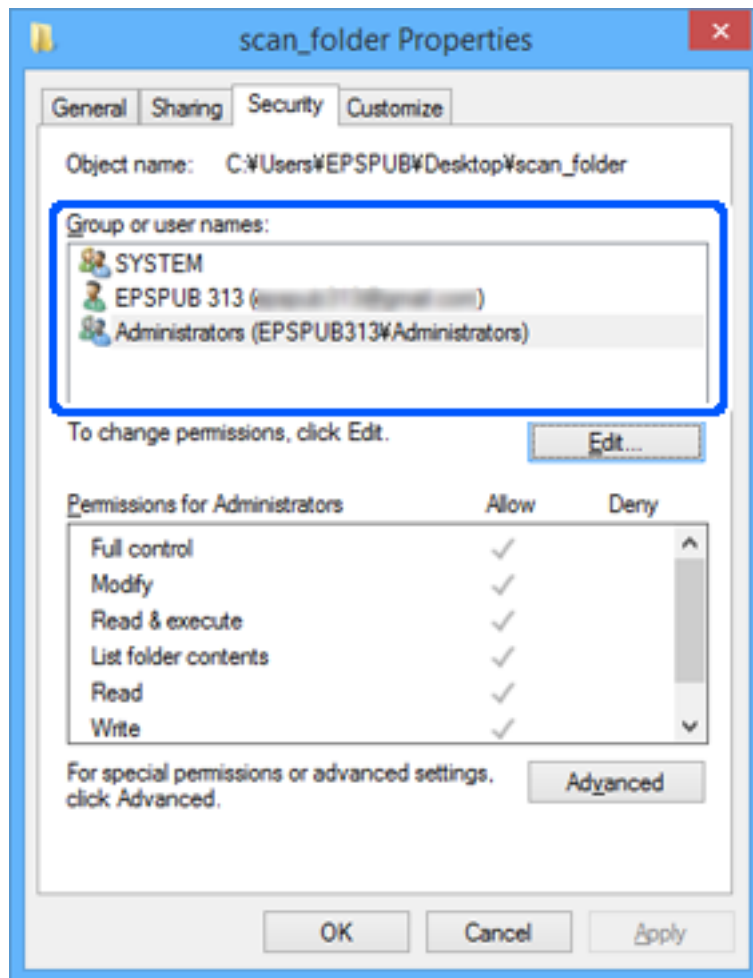 scan_folder Properties
General Sharing Security Customize
Object name: C:¥Users¥EPSPUB¥Desktop¥scan_folder
Group or user names:
SYSTEM
EPSPUB 313 ( )
Administrators (EPSPUB313¥Administrators)
To change permissions, click Edit.
Edit...
Permissions for Administrators Allow Deny
Full control
Modify
Read & execute
List folder contents
Read
Write
For special permissions or advanced settings,
click Advanced.
Advanced
OK Cancel Apply